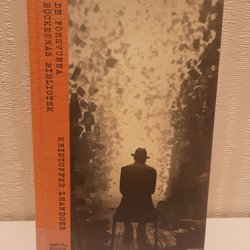 DE FÖRSVUNNA
BÖCKERNAS BIBLIOTEK
KRISTOFFER LEANDOER